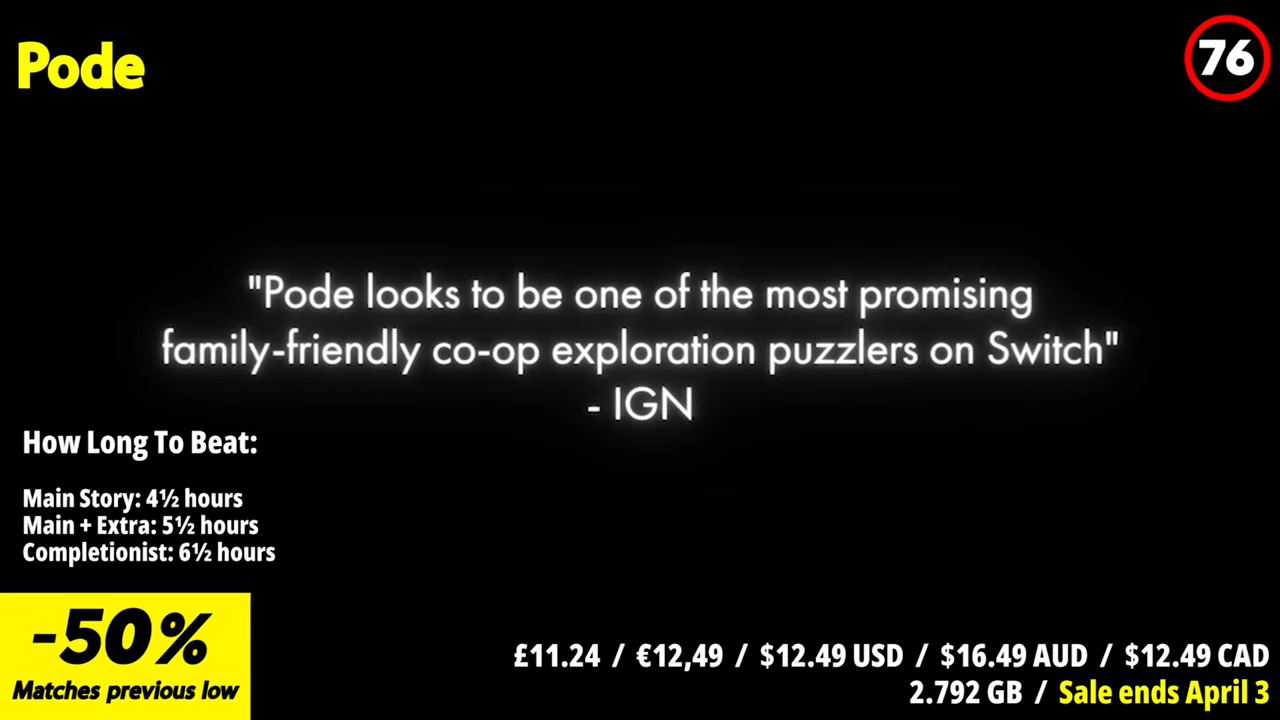 Pode
76
"Pode looks to be one of the most promising
family-friendly co-op exploration puzzlers on Switch"
- IGN
How Long To Beat:
Main Story: 4½ hours
Main + Extra: 5½ hours
Completionist: 6½ hours
-50%
Matches previous low
£11.24 / €12,49 / $12.49 USD / $16.49 AUD / $12.49 CAD
2.792 GB / Sale ends April 3